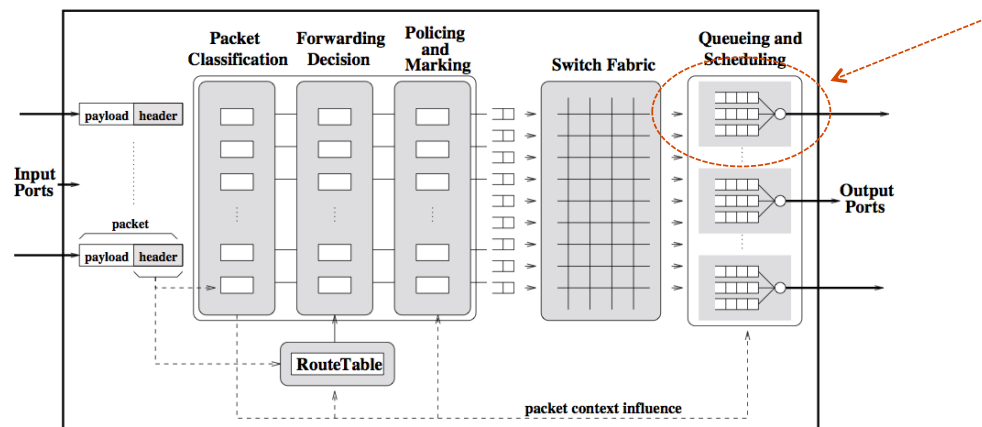 Packet
Classification
Forwarding
Decision
Policing
and
Marking
Switch Fabric
Queueing and
Scheduling
payload header
Input
Ports
packet
payload header
Output
Ports
RouteTable
packet context influence